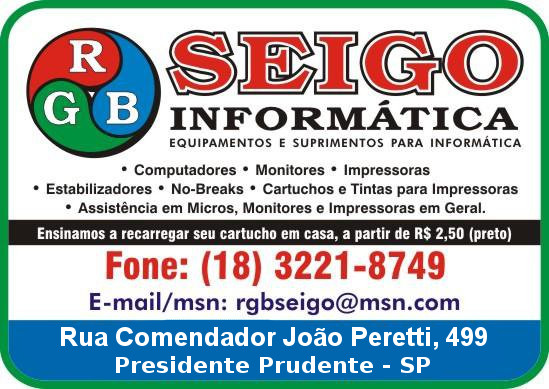 R
G B
SEIGO
INFORMÁTICA
EQUIPAMENTOS E SUPRIMENTOS PARA INFORMÁTICA
• Computadores • Monitores • Impressoras
• Estabilizadores • No-Breaks • Cartuchos e Tintas para Impressoras
• Assistência em Micros, Monitores e Impressoras em Geral.
Ensinamos a recarregar seu cartucho em casa, a partir de R$ 2,50 (preto)
Fone: (18) 3221-8749
E-mail/msn: rgbseigo@msn.com
Rua Comendador João Peretti, 499
Presidente Prudente - SP